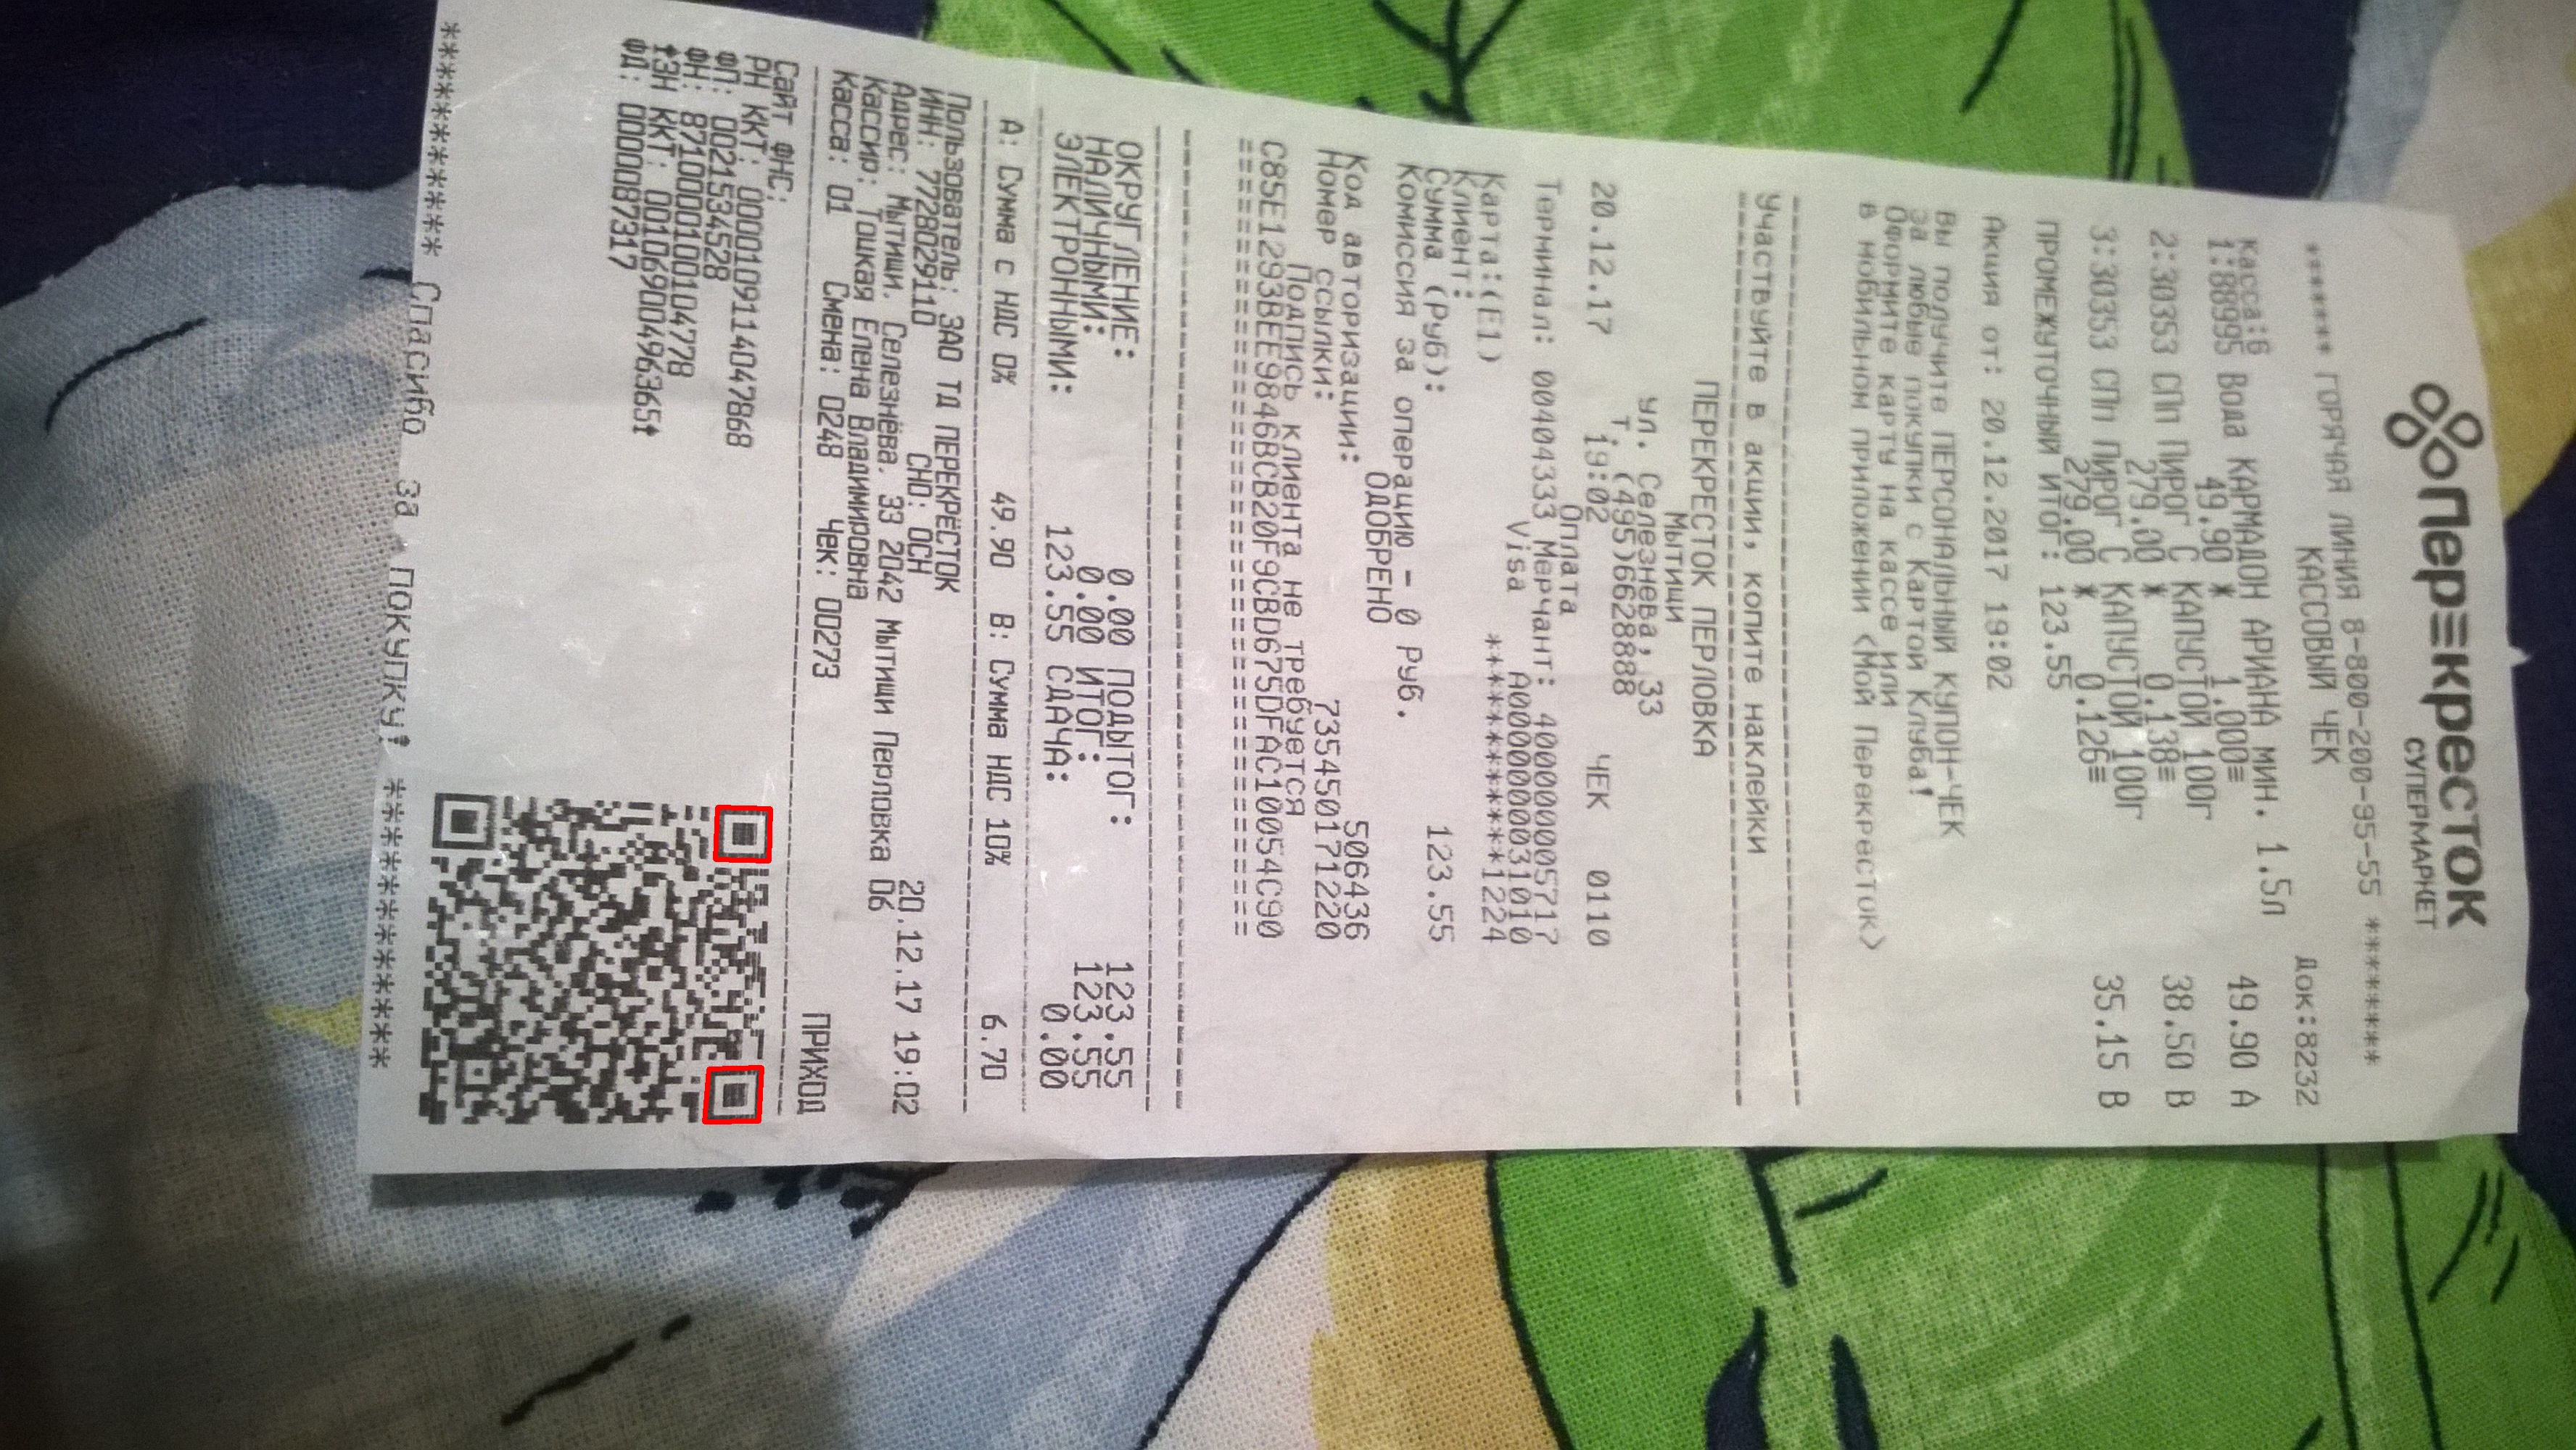 Перекресток
СУПЕРМАРКЕТ
****** ГОРЯЧАЯ ЛИНИЯ 8-800-200-95-55 *******
КАССОВЫЙ ЧЕК
Касса:6 Док:8232
1:88995 Вода КАРМАДОН АРИАНА МИН. 1.5л
49.90 * 1.000≡ 49.90 А
2:30353 СПп ПИРОГ С КАПУСТОЙ 100г
279.00 * 0.138≡ 38.50 В
3:30353 СПп ПИРОГ С КАПУСТОЙ 100г
279.00 * 0.126≡ 35.15 В
ПРОМЕЖУТОЧНЫЙ ИТОГ: 123.55
Акция от: 20.12.2017 19:02
Вы получите ПЕРСОНАЛЬНЫЙ КУПОН-ЧЕК
За любые покупки с Картой Клуба!
Оформите карту на кассе или
в мобильном приложении <Мой Перекресток>
Участвуйте в акции, копите наклейки
ПЕРЕКРЕСТОК ПЕРЛОВКА
Мытищи
ул. Селезнева,33
Т. (495)6628888
20.12.17 19:02 ЧЕК 0110
Оплата
Терминал: 00404333 Мерчант: 400000005717
Visa A0000000031010
Карта:(E1) ************1224
Клиент:
Сумма (Руб): 123.55
Комиссия за операцию - 0 Руб.
ОДОБРЕНО
Код авторизации: 506436
Номер ссылки: 735450171220
Подпись клиента не требуется
C85E1293BEE9846BCB20F9CBD675DFAC10054C90
========================================
ОКРУГЛЕНИЕ: 0.00 ПОДЫТОГ: 123.55
НАЛИЧНЫМИ: 0.00 ИТОГ: 123.55
ЭЛЕКТРОННЫМИ: 123.55 СДАЧА: 0.00
А: Сумма с НДС 0% 49.90 В: Сумма НДС 10% 6.70
Пользователь: ЗАО ТД ПЕРЕКРЁСТОК
ИНН: 7728029110 СНО: ОСН 20.12.17 19:02
Адрес: Мытищи. Селезнёва. 33 2042 Мытищи Перловка 06
Кассир: Тоцкая Елена Владимировна
Касса: 01 Смена: 0248 Чек: 00273 ПРИХОД
Сайт ФНС:
РН ККТ: 0000109114047868
ФП: 0021534528
ФН: 8710000100104778
ЗН ККТ: 00106900496365
ФД: 0000087317
************** Спасибо за покупку! *****************